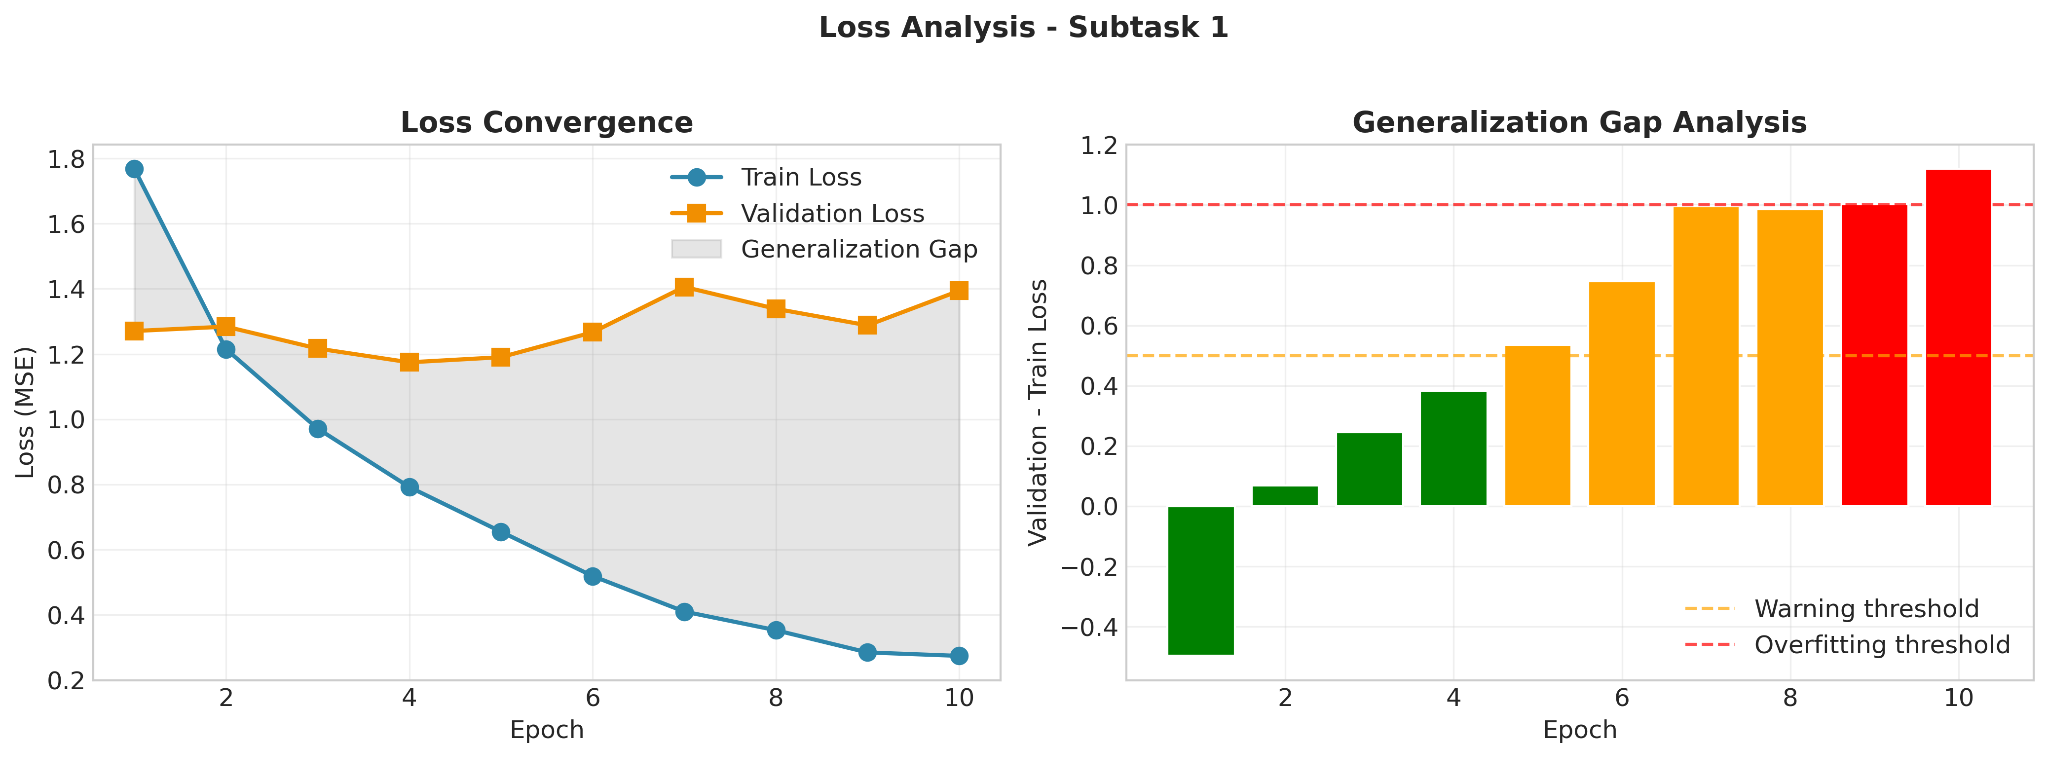 Loss Analysis - Subtask 1
Loss Convergence
1.8
1.6
1.4
1.2
1.0
0.8
0.6
0.4
0.2
Loss (MSE)
Train Loss
Validation Loss
Generalization Gap
2
4
6
8
10
Epoch
Generalization Gap Analysis
1.2
1.0
0.8
0.6
0.4
0.2
0.0
−0.2
−0.4
Validation - Train Loss
Warning threshold
Overfitting threshold
2
4
6
8
10
Epoch